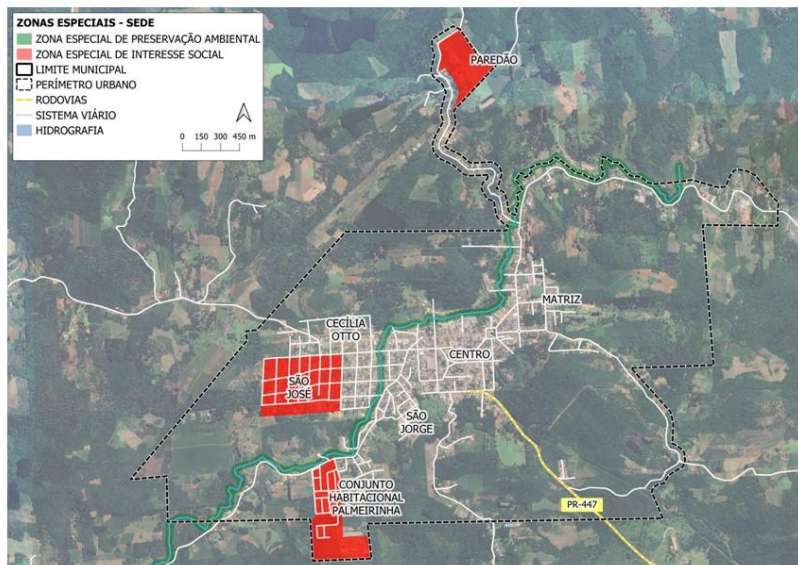 ZONAS ESPECIAIS - SEDE
ZONA ESPECIAL DE PRESERVAÇÃO AMBIENTAL
ZONA ESPECIAL DE INTERESSE SOCIAL
LIMITE MUNICIPAL
PERÍMETRO URBANO
RODOVIAS
SISTEMA VIÁRIO
HIDROGRAFIA
0 150 300 450 m
PAREDÃO
MATRIZ
CECÍLIA
OTTO
CENTRO
SÃO
JOSÉ
SÃO
JORGE
CONJUNTO
HABITACIONAL
PALMEIRINHA
PR-447